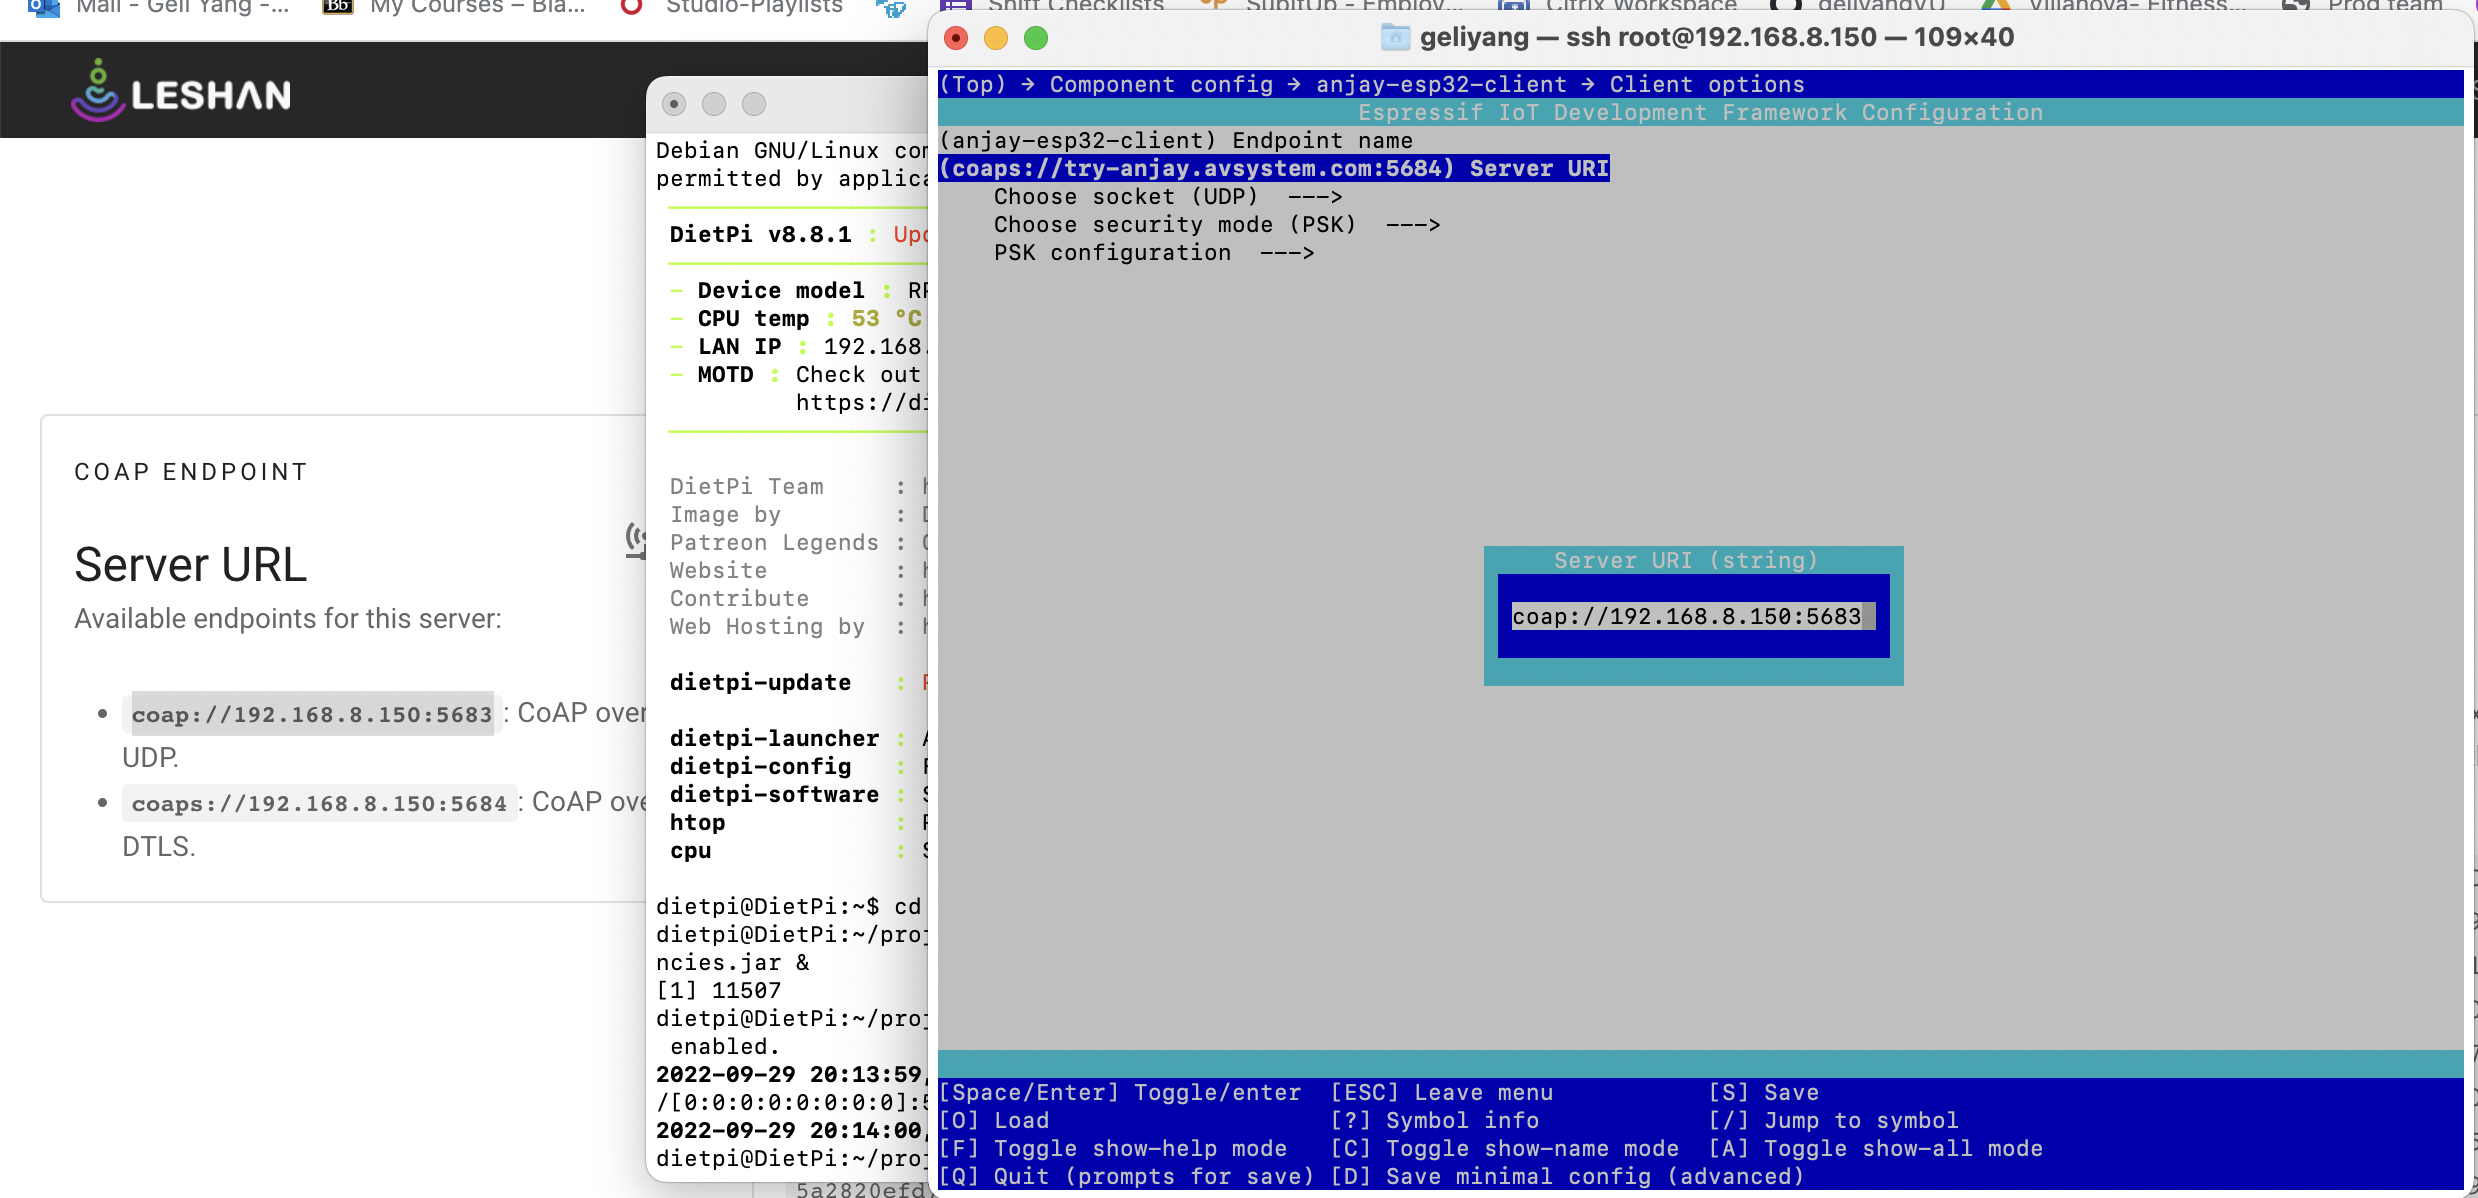 Mail - Geli Yang -...
My Courses – Bla...
Studio-Playlists
Shift Checklists
SubItUp - Employ...
Citrix Workspace
geliyangVU
Villanova- Fitness...
Prog team
LESHAN
COAP ENDPOINT
Server URL
Available endpoints for this server:
coap://192.168.8.150:5683 : CoAP over
UDP.
coaps://192.168.8.150:5684 : CoAP ove
DTLS.
Debian GNU/Linux com
permitted by applica
DietPi v8.8.1 : Upd
- Device model : RP
- CPU temp : 53 °C
- LAN IP : 192.168.
- MOTD : Check out
https://di
DietPi Team :
Image by :
Patreon Legends :
Website :
Contribute :
Web Hosting by :
dietpi-update :
dietpi-launcher :
dietpi-config :
dietpi-software :
htop :
cpu :
dietpi@DietPi:~$ cd
dietpi@DietPi:~/proj
ncies.jar &
[1] 11507
dietpi@DietPi:~/proj
enabled.
2022-09-29 20:13:59,
/[0:0:0:0:0:0:0:0]:5
2022-09-29 20:14:00,
dietpi@DietPi:~/proj
5a2820efd
geliyang — ssh root@192.168.8.150 — 109×40
(Top) → Component config → anjay-esp32-client → Client options
Espressif IoT Development Framework Configuration
(anjay-esp32-client) Endpoint name
(coaps://try-anjay.avsystem.com:5684) Server URI
Choose socket (UDP) --->
Choose security mode (PSK) --->
PSK configuration --->
Server URI (string)
coap://192.168.8.150:5683
[Space/Enter] Toggle/enter [ESC] Leave menu [S] Save
[O] Load [?] Symbol info [/] Jump to symbol
[F] Toggle show-help mode [C] Toggle show-name mode [A] Toggle show-all mode
[Q] Quit (prompts for save) [D] Save minimal config (advanced)